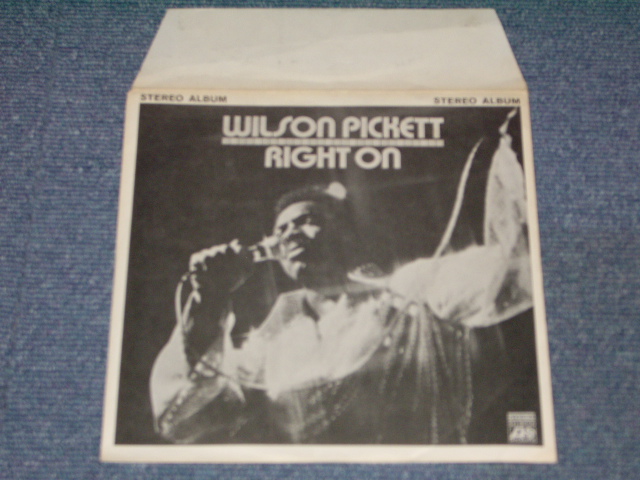 STEREO ALBUM STEREO ALBUM
WILSON PICKETT
RIGHT ON